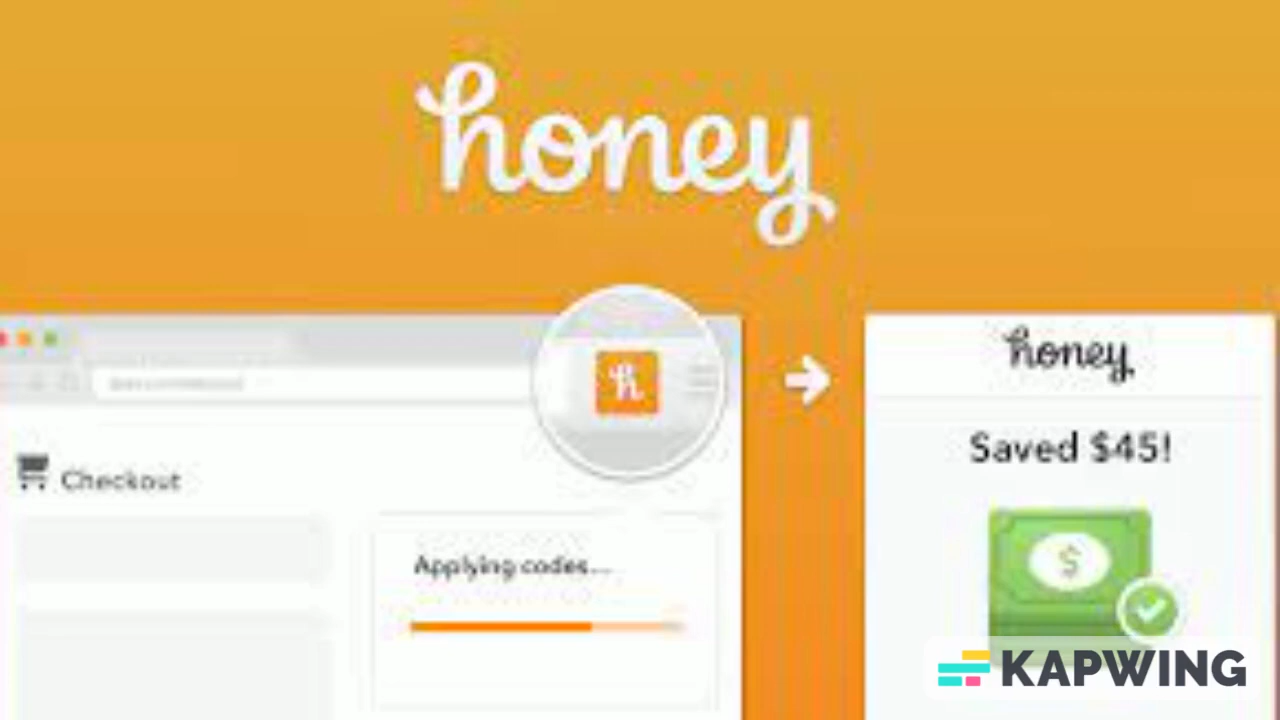 honey
honey
Saved $45!
Checkout
Applying codes...
$
KAPWING